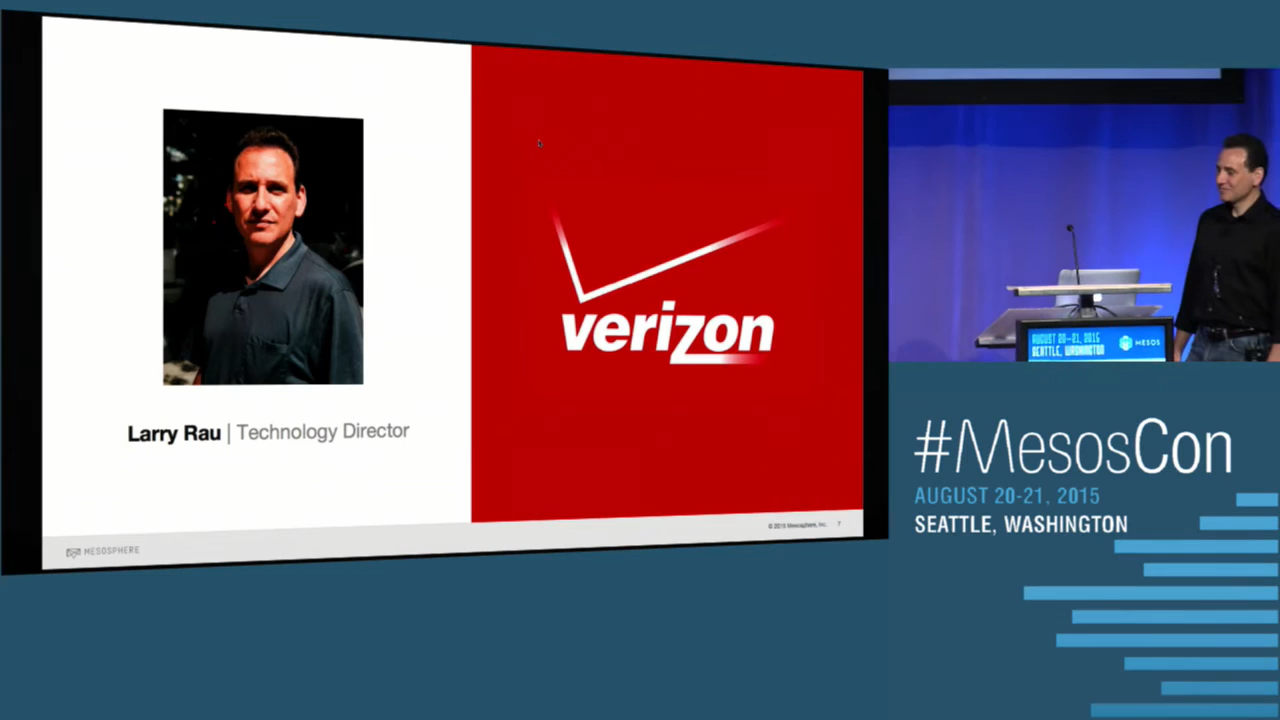 verizon
Larry Rau | Technology Director
MESOSPHERE
© 2015 Mesosphere, Inc. 7
AUGUST 20-21, 2015
SEATTLE, WASHINGTON
MESOS
#MesosCon
AUGUST 20-21, 2015
SEATTLE, WASHINGTON